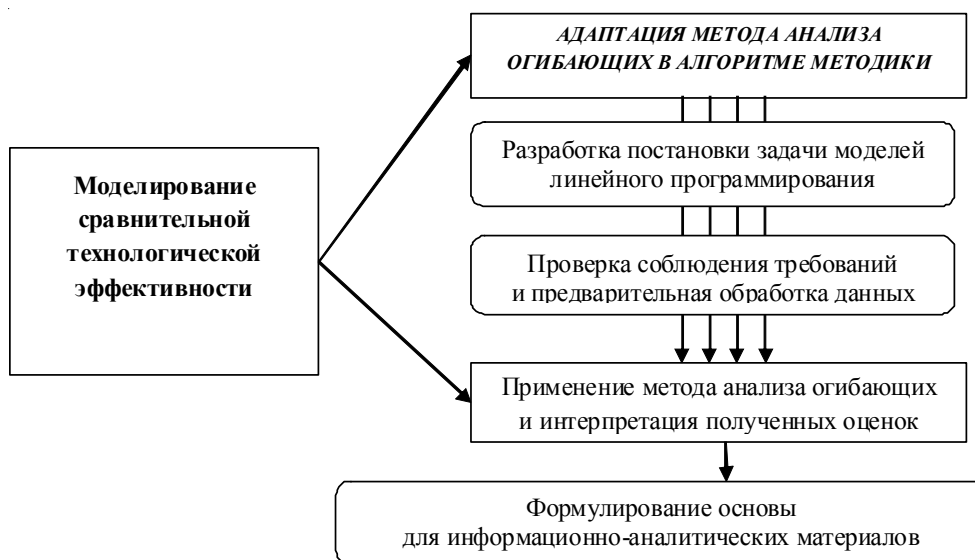 АДАПТАЦИЯ МЕТОДА АНАЛИЗА
ОГИБАЮЩИХ В АЛГОРИТМЕ МЕТОДИКИ
Разработка постановки задачи моделей
линейного программирования
Моделирование
сравнительной
технологической
эффективности
Проверка соблюдения требований
и предварительная обработка данных
Применение метода анализа огибающих
и интерпретация полученных оценок
Формулирование основы
для информационно-аналитических материалов